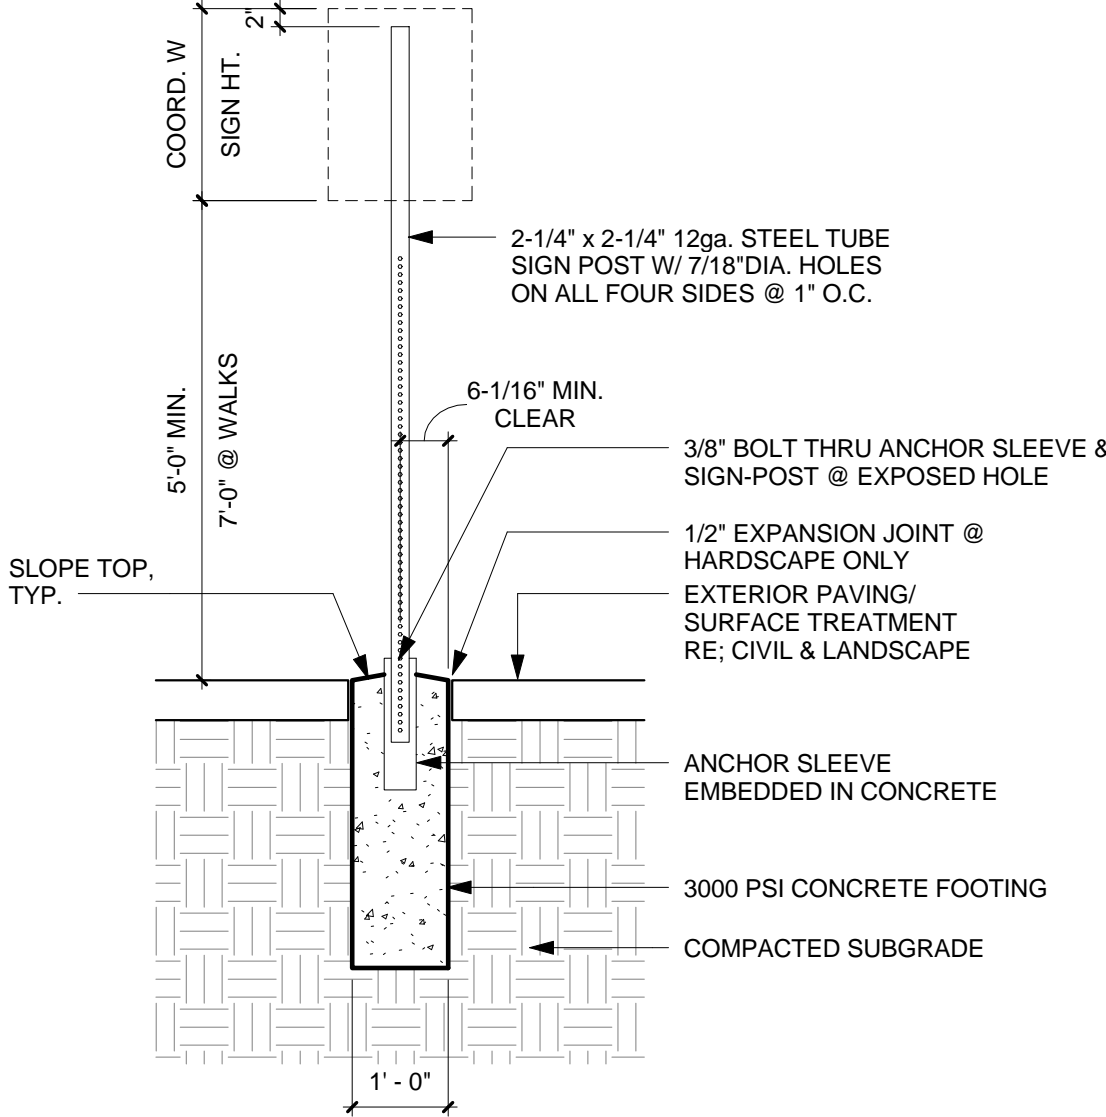 2"
COORD. W
SIGN HT.
2-1/4" x 2-1/4" 12ga. STEEL TUBE
SIGN POST W/ 7/18"DIA. HOLES
ON ALL FOUR SIDES @ 1" O.C.
5'-0" MIN.
7'-0" @ WALKS
6-1/16" MIN.
CLEAR
3/8" BOLT THRU ANCHOR SLEEVE &
SIGN-POST @ EXPOSED HOLE
1/2" EXPANSION JOINT @
HARDSCAPE ONLY
SLOPE TOP,
TYP.
EXTERIOR PAVING/
SURFACE TREATMENT
RE; CIVIL & LANDSCAPE
ANCHOR SLEEVE
EMBEDDED IN CONCRETE
3000 PSI CONCRETE FOOTING
COMPACTED SUBGRADE
1' - 0"